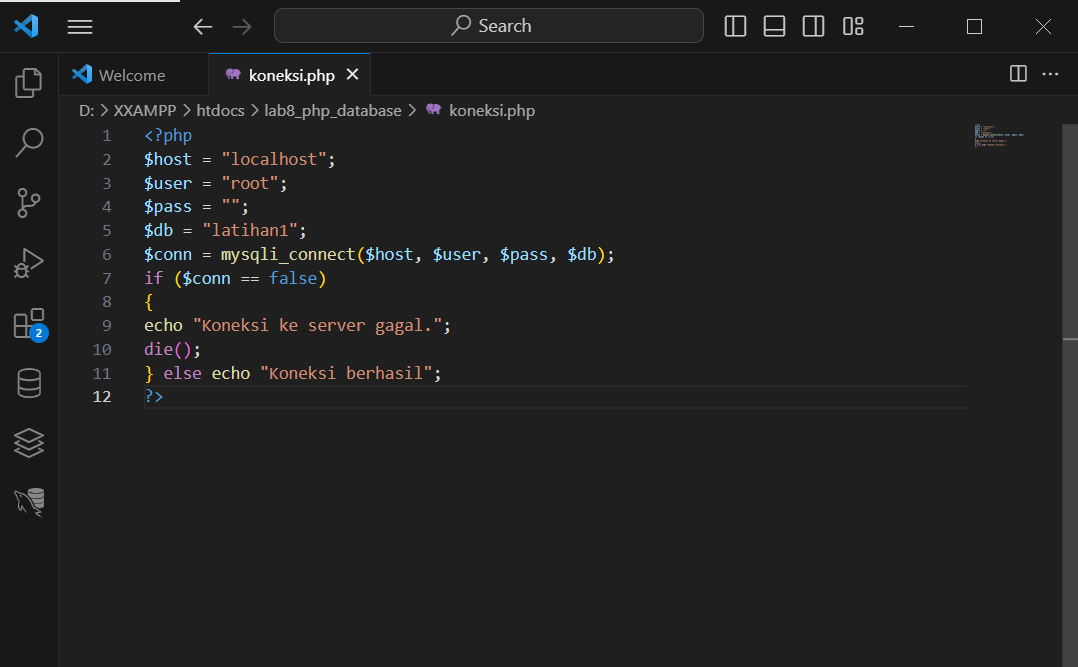 Search
Welcome
koneksi.php
D: > XXAMPP > htdocs > lab8_php_database > koneksi.php
1 <?php
2 $host = "localhost";
3 $user = "root";
4 $pass = "";
5 $db = "latihan1";
6 $conn = mysqli_connect($host, $user, $pass, $db);
7 if ($conn == false)
8 {
9 echo "Koneksi ke server gagal.";
10 die();
11 } else echo "Koneksi berhasil";
12 ?>
2